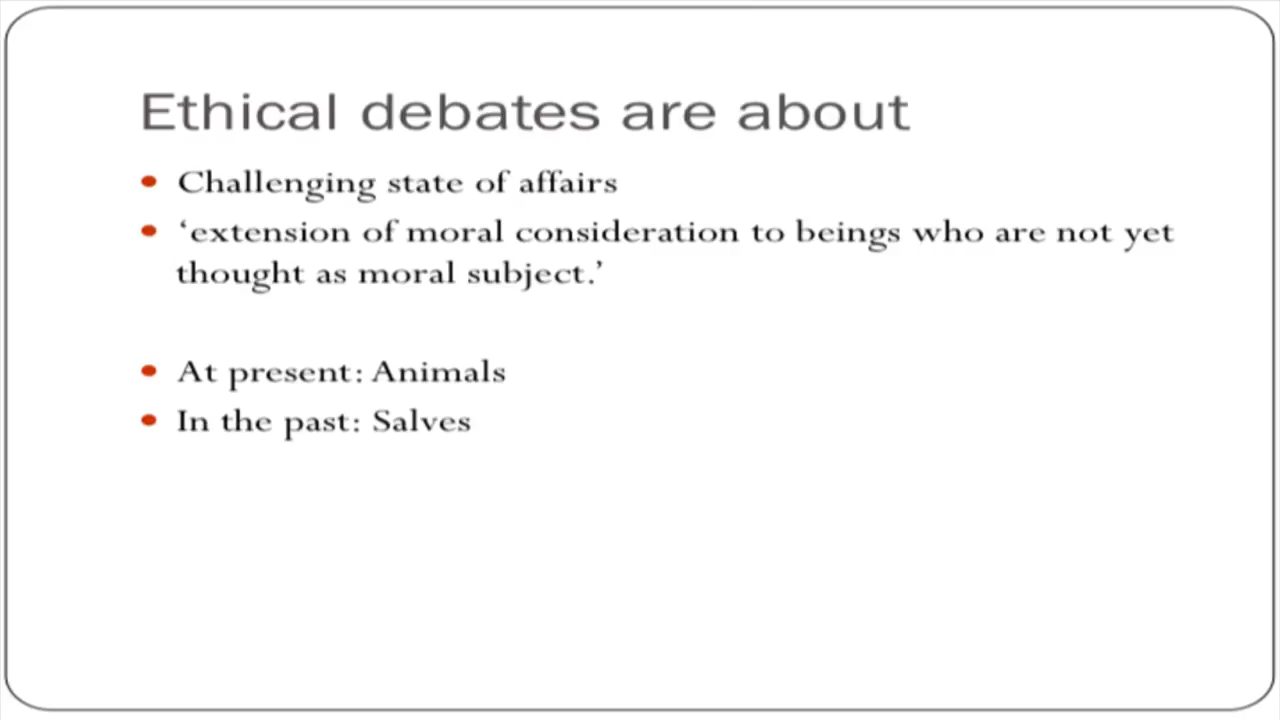 Ethical debates are about
• Challenging state of affairs
• ‘extension of moral consideration to beings who are not yet
thought as moral subject.’
• At present: Animals
• In the past: Salves